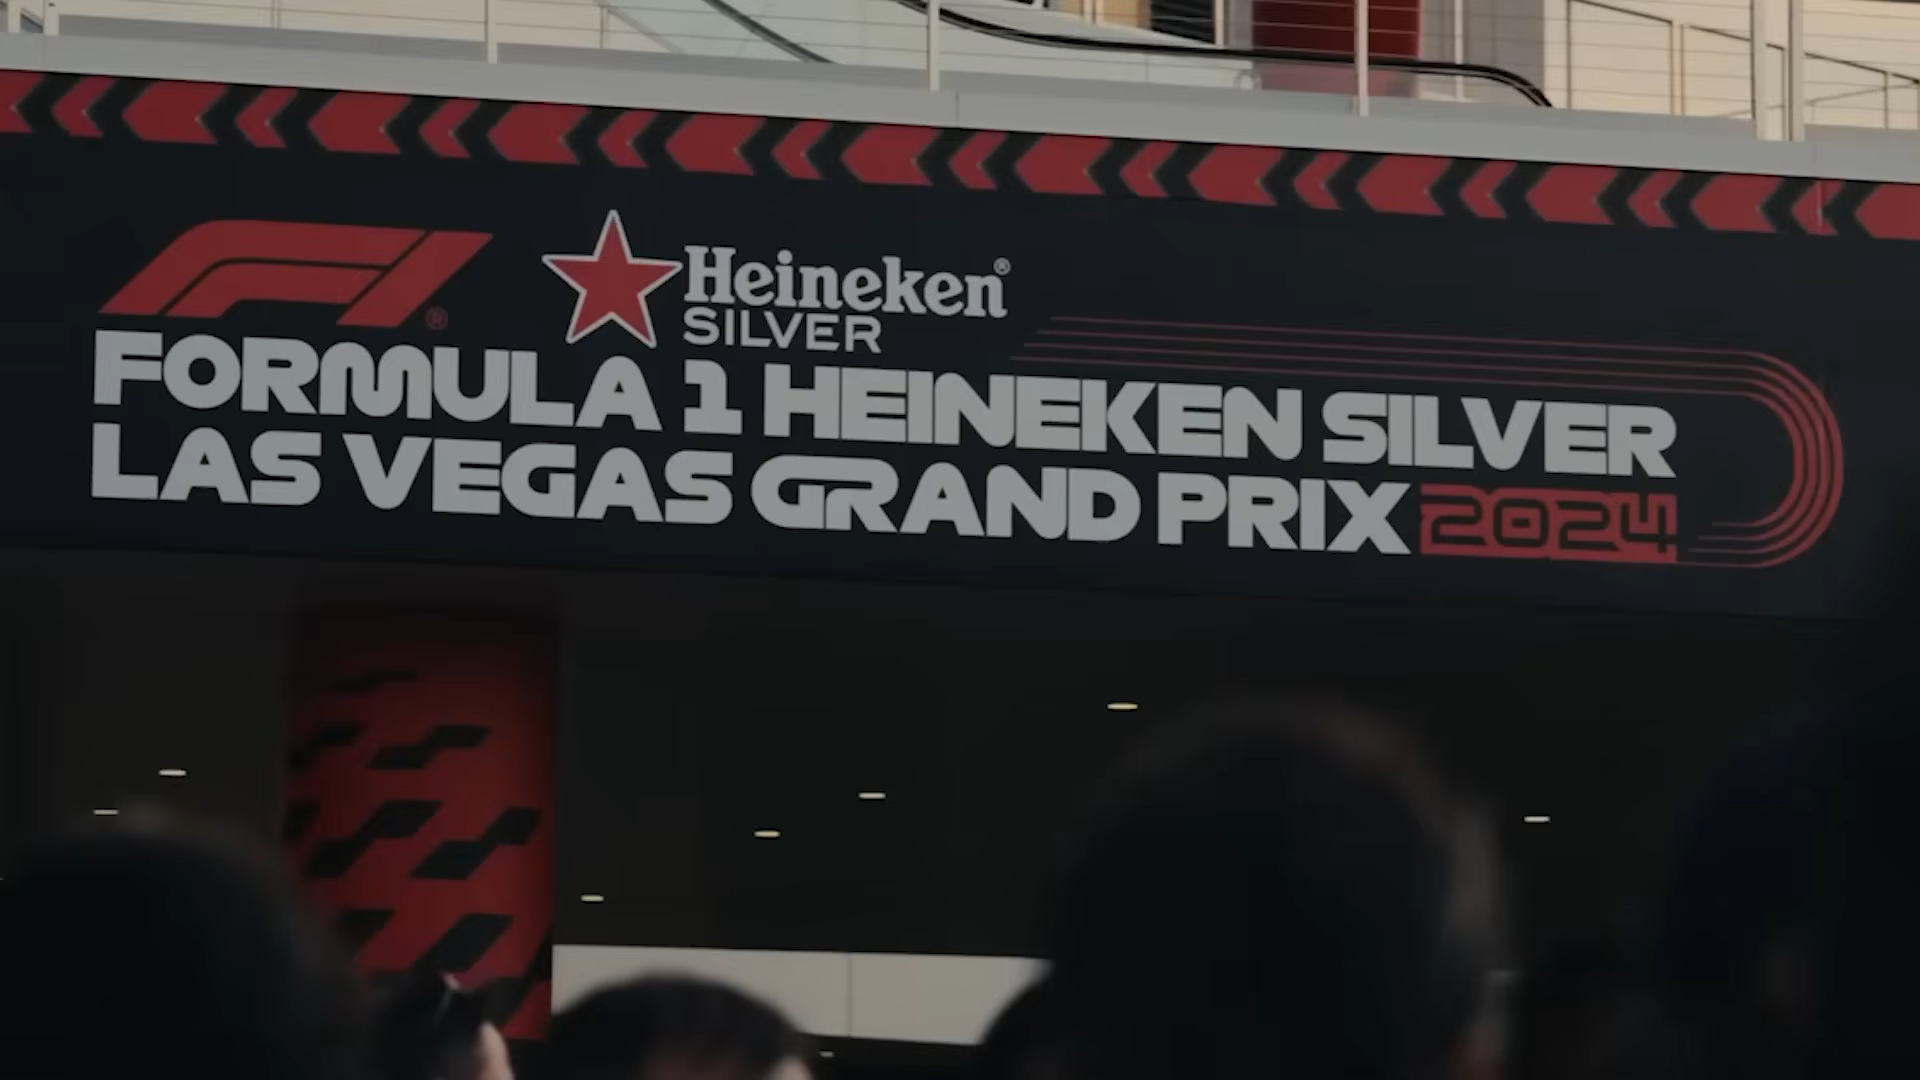 F1®
Heineken®
SILVER
FORMULA 1 HEINEKEN SILVER
LAS VEGAS GRAND PRIX 2024